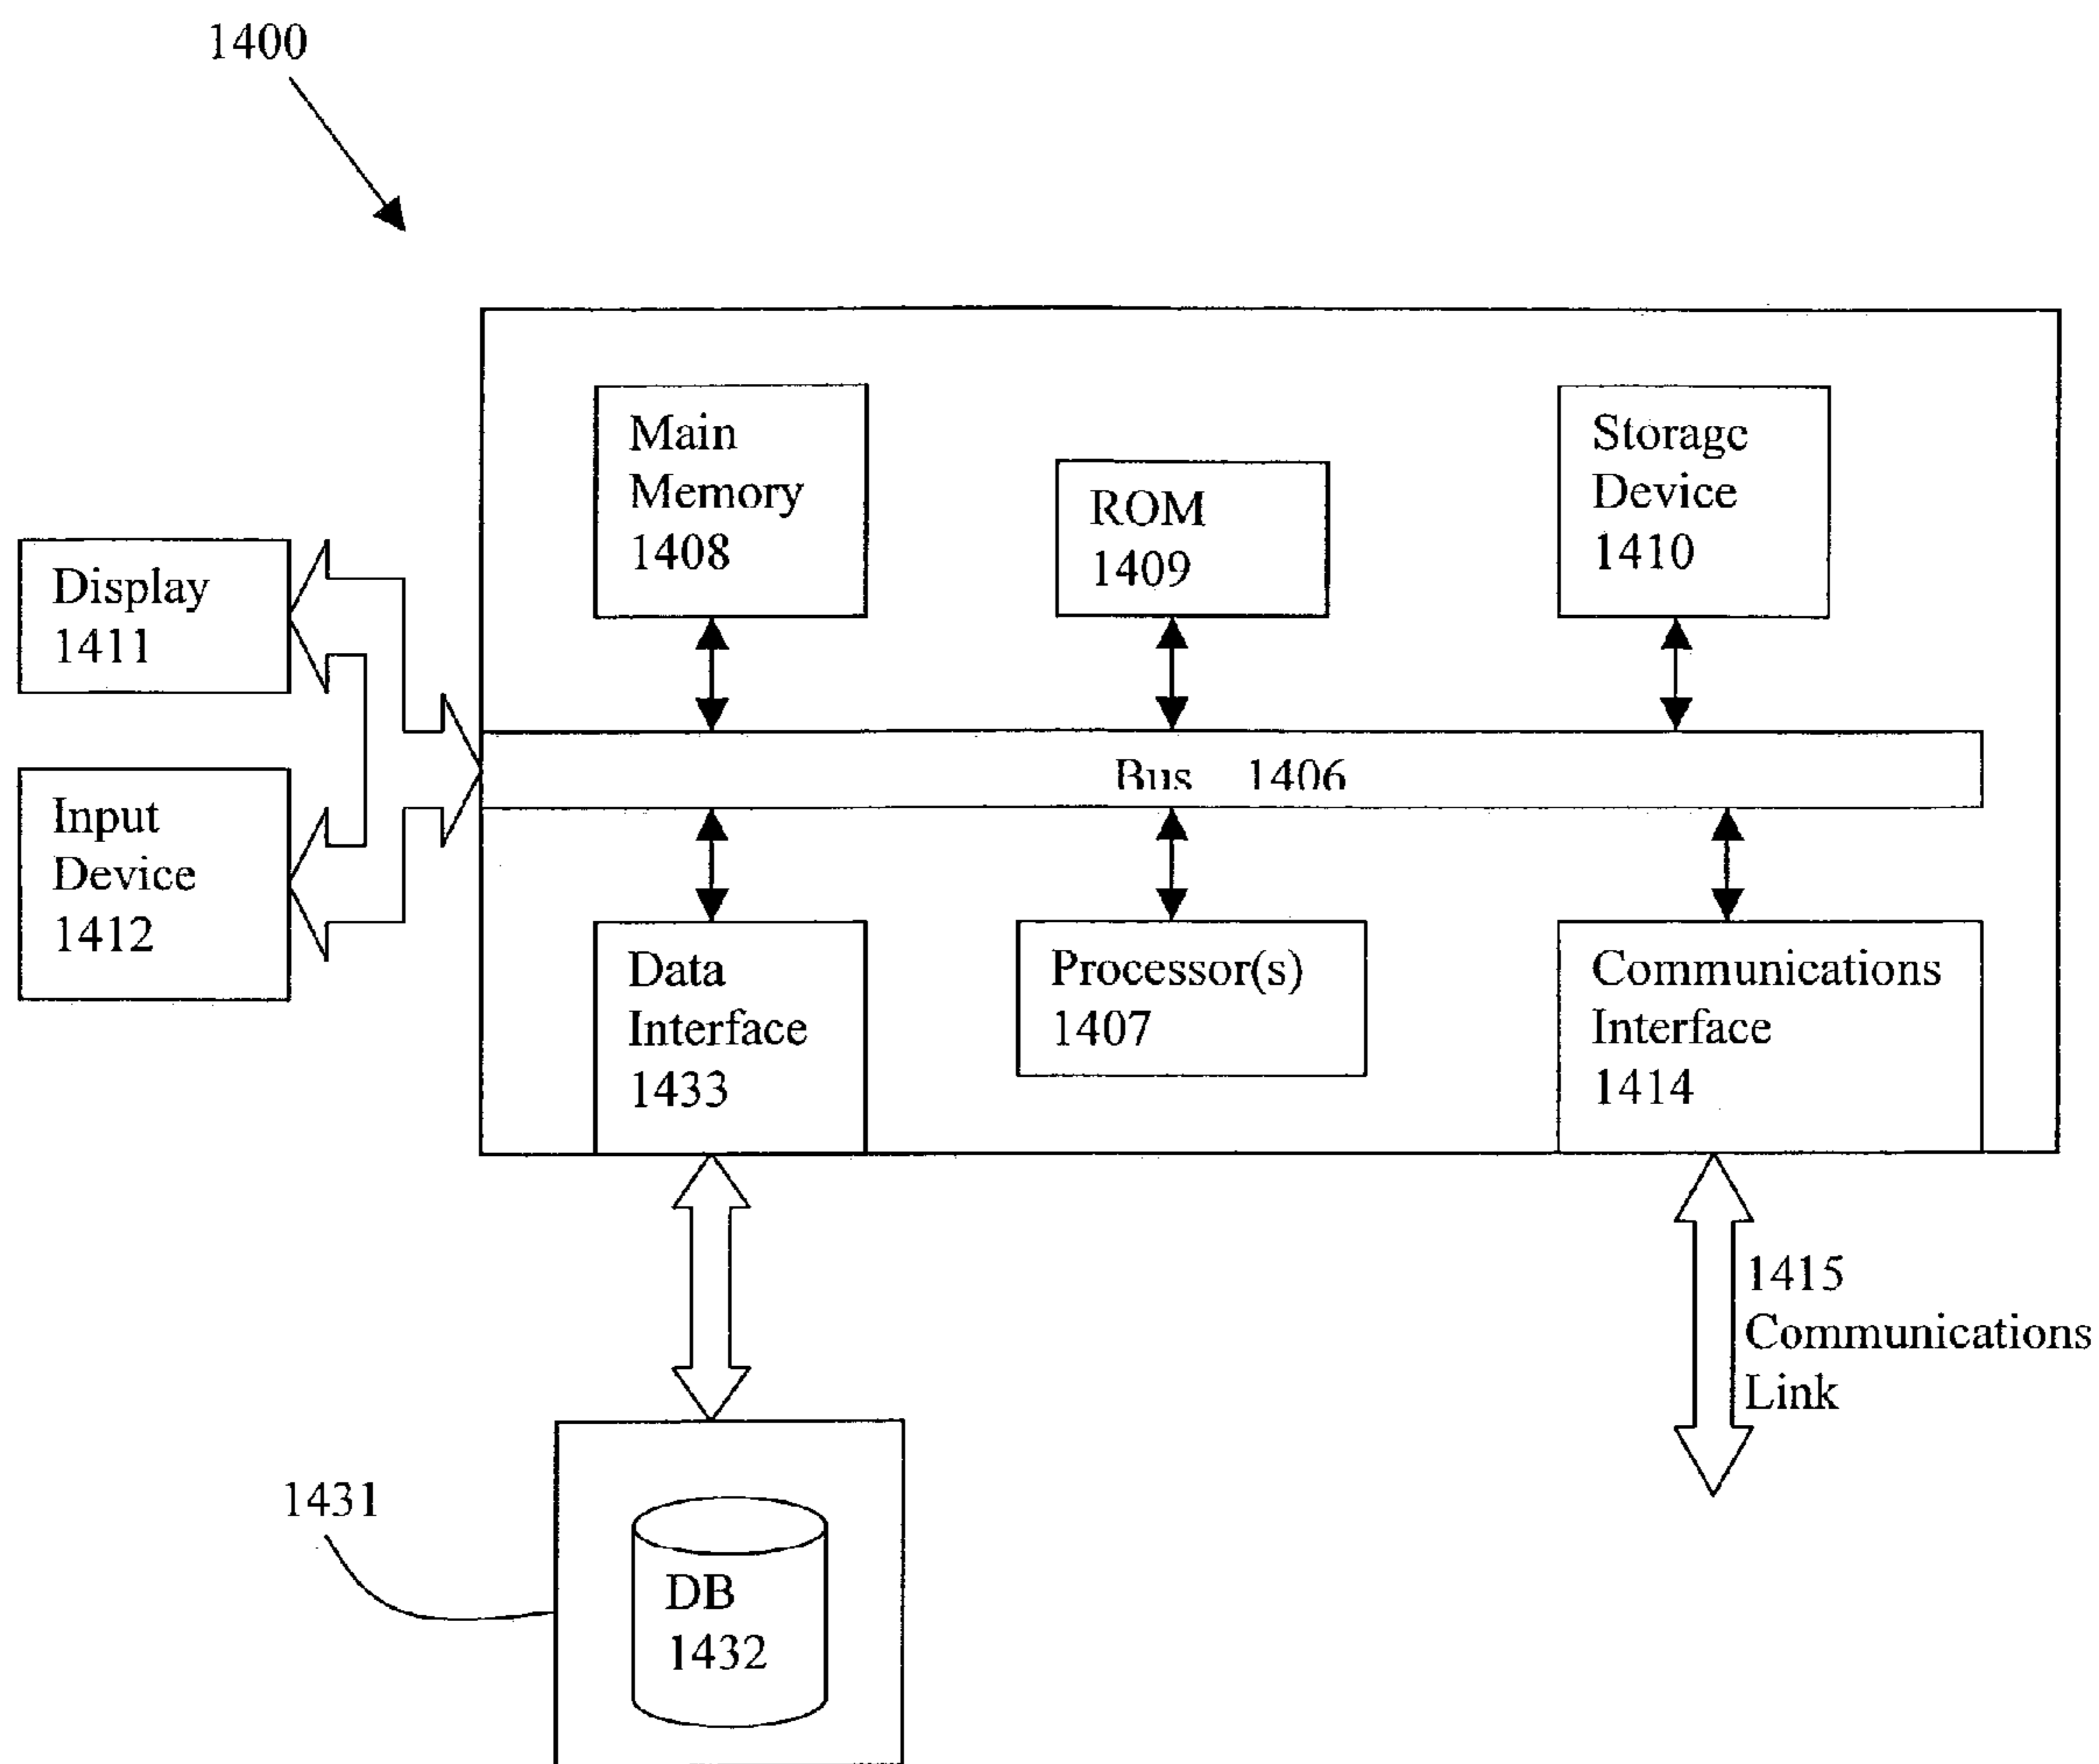 1400
Main
Memory
1408
ROM
1409
Storage
Device
1410
Display
1411
Bus 1406
Input
Device
1412
Data
Interface
1433
Processor(s)
1407
Communications
Interface
1414
1415
Communications
Link
1431
DB
1432